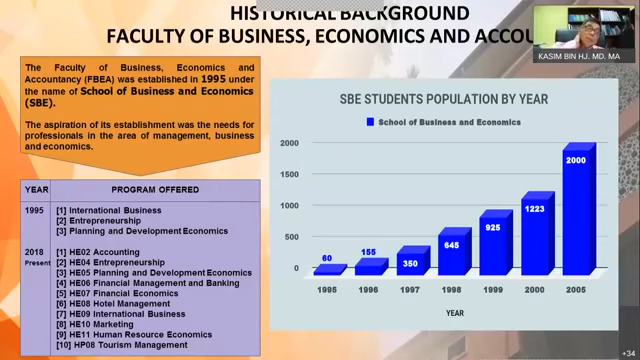 HISTORICAL BACKGROUND
FACULTY OF BUSINESS, ECONOMICS AND
KASIM BIN HJ. MD. MA
The Faculty of Business, Economics and
Accountancy (FBEA) was established in 1995 under
the name of School of Business and Economics
(SBE).
The aspiration of its establishment was the needs for
professionals in the area of management, business
and economics.
YEAR PROGRAM OFFERED
1995 [1] International Business
[2] Entrepreneurship
[3] Planning and Development Economics
2018 [1] HE02 Accounting
Present [2] HE04 Entrepreneurship
[3] HE05 Planning and Development Economics
[4] HE06 Financial Management and Banking
[5] HE07 Financial Economics
[6] HE08 Hotel Management
[7] HE09 International Business
[8] HE10 Marketing
[9] HE11 Human Resource Economics
[10] HP08 Tourism Management
SBE STUDENTS POPULATION BY YEAR
School of Business and Economics
2000
1500
1000
500
0
60
155
350
645
925
1223
2000
1995 1996 1997 1998 1999 2000 2005
YEAR
+34